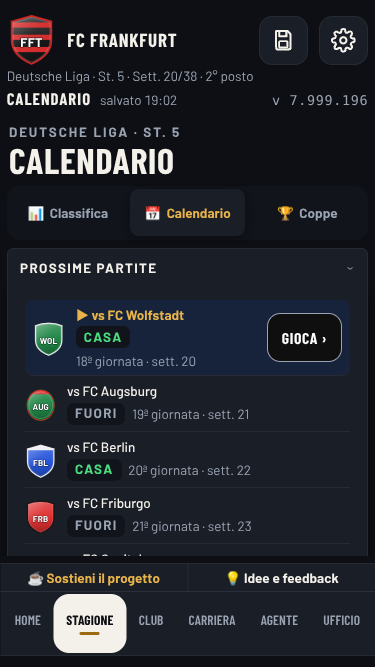 FFT
FC FRANKFURT
Deutsche Liga · St. 5 · Sett. 20/38 · 2º posto
CALENDARIO salvato 19:02 v 7.999.196
DEUTSCHE LIGA · ST. 5
CALENDARIO
Classifica Calendario Coppe
PROSSIME PARTITE
▶ vs FC Wolfstadt
WOL CASA GIOCA ›
18ª giornata · sett. 20
vs FC Augsburg
AUG FUORI 19ª giornata · sett. 21
vs FC Berlin
FBL CASA 20ª giornata · sett. 22
vs FC Friburgo
FRB FUORI 21ª giornata · sett. 23
Sostieni il progetto Idee e feedback
HOME STAGIONE CLUB CARRIERA AGENTE UFFICIO